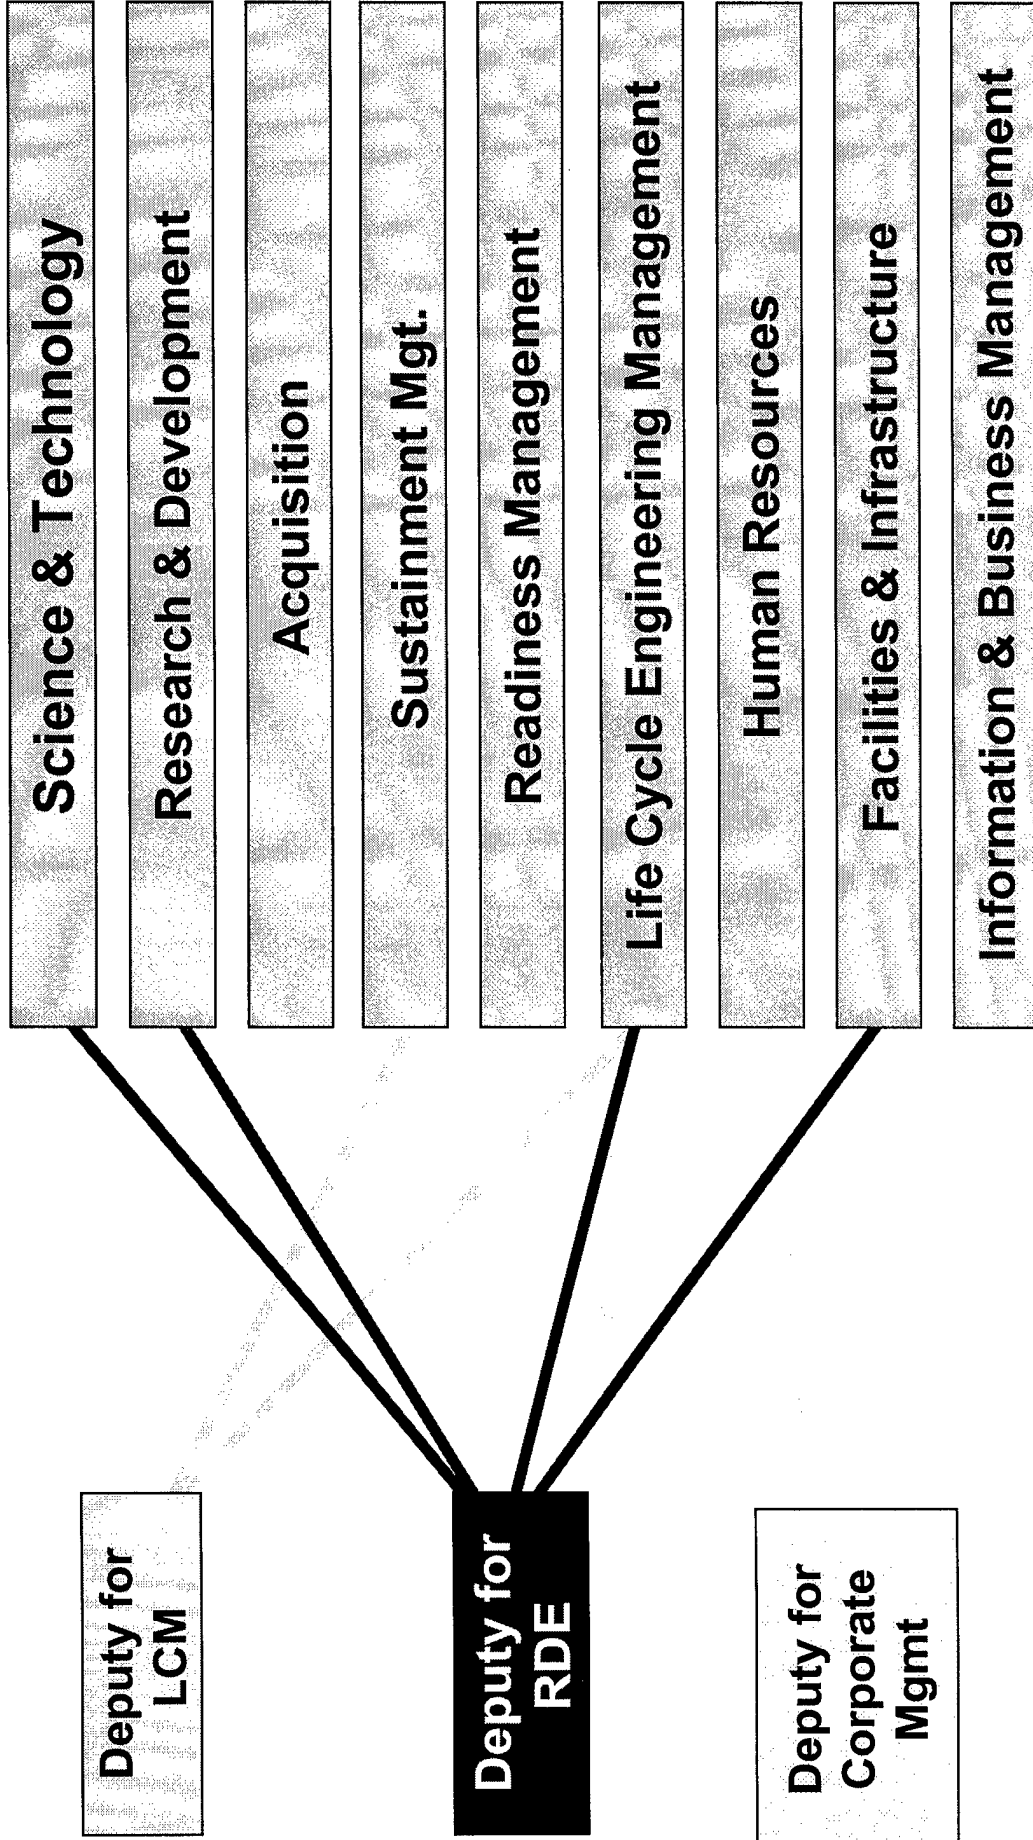 Deputy for
LCM
Deputy for
RDE
Deputy for
Corporate
Mgmt
Science & Technology
Research & Development
Acquisition
Sustainment Mgt.
Readiness Management
Life Cycle Engineering Management
Human Resources
Facilities & Infrastructure
Information & Business Management